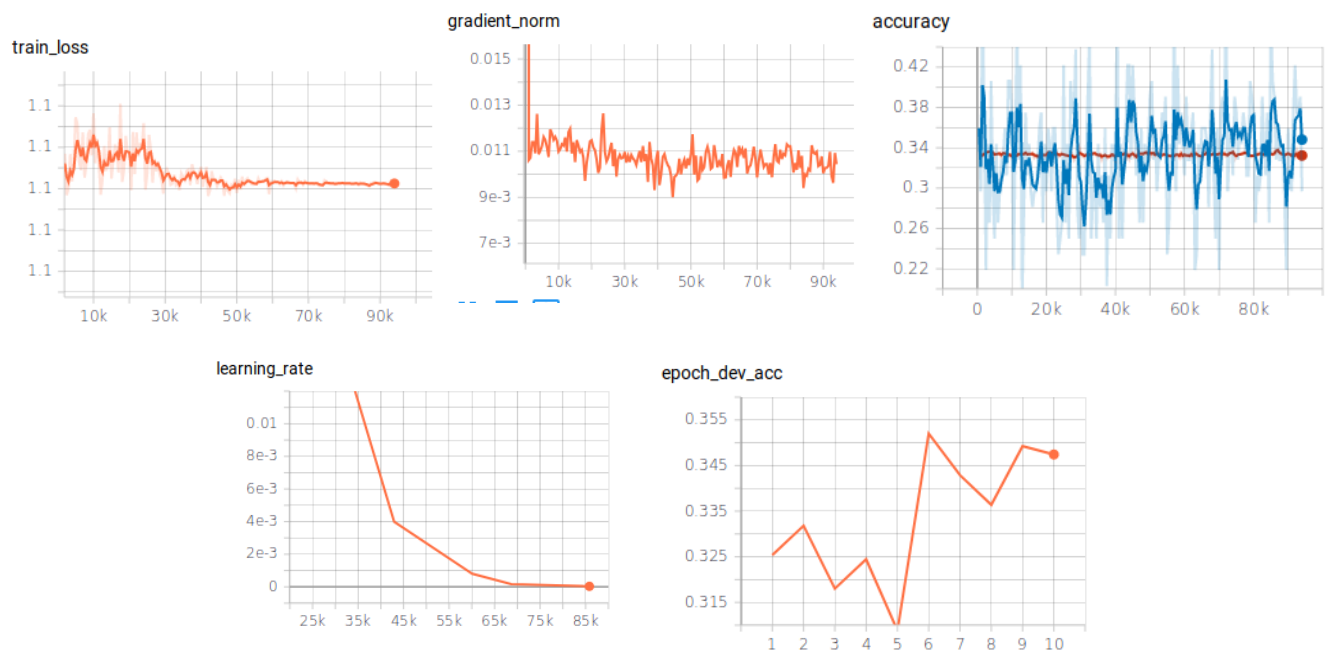 train_loss
1.1
1.1
1.1
1.1
1.1
10k 30k 50k 70k 90k
gradient_norm
0.015
0.013
0.011
9e-3
7e-3
10k 30k 50k 70k 90k
accuracy
0.42
0.38
0.34
0.3
0.26
0.22
0 20k 40k 60k 80k
learning_rate
0.01
8e-3
6e-3
4e-3
2e-3
0
25k 35k 45k 55k 65k 75k 85k
epoch_dev_acc
0.355
0.345
0.335
0.325
0.315
1 2 3 4 5 6 7 8 9 10